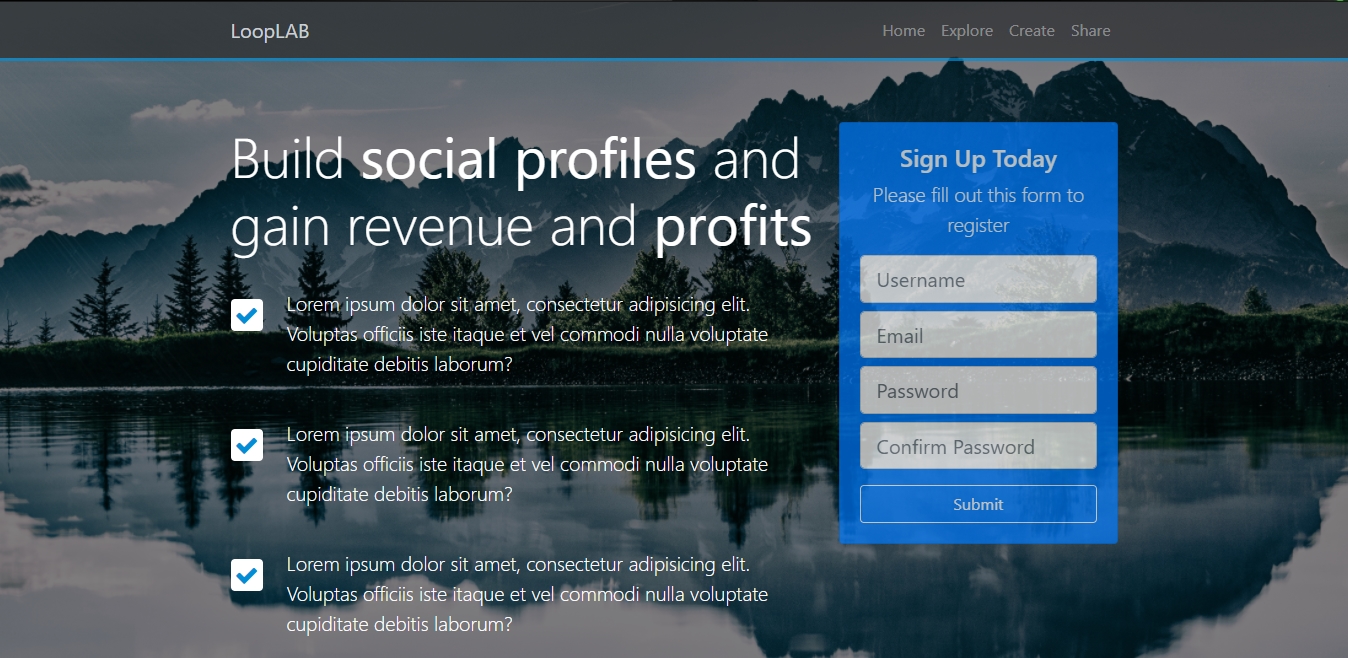 LoopLAB
Home Explore Create Share
Build social profiles and
gain revenue and profits
Lorem ipsum dolor sit amet, consectetur adipisicing elit.
Voluptas officiis iste itaque et vel commodi nulla voluptate
cupiditate debitis laborum?
Lorem ipsum dolor sit amet, consectetur adipisicing elit.
Voluptas officiis iste itaque et vel commodi nulla voluptate
cupiditate debitis laborum?
Lorem ipsum dolor sit amet, consectetur adipisicing elit.
Voluptas officiis iste itaque et vel commodi nulla voluptate
cupiditate debitis laborum?
Sign Up Today
Please fill out this form to
register
Username
Email
Password
Confirm Password
Submit